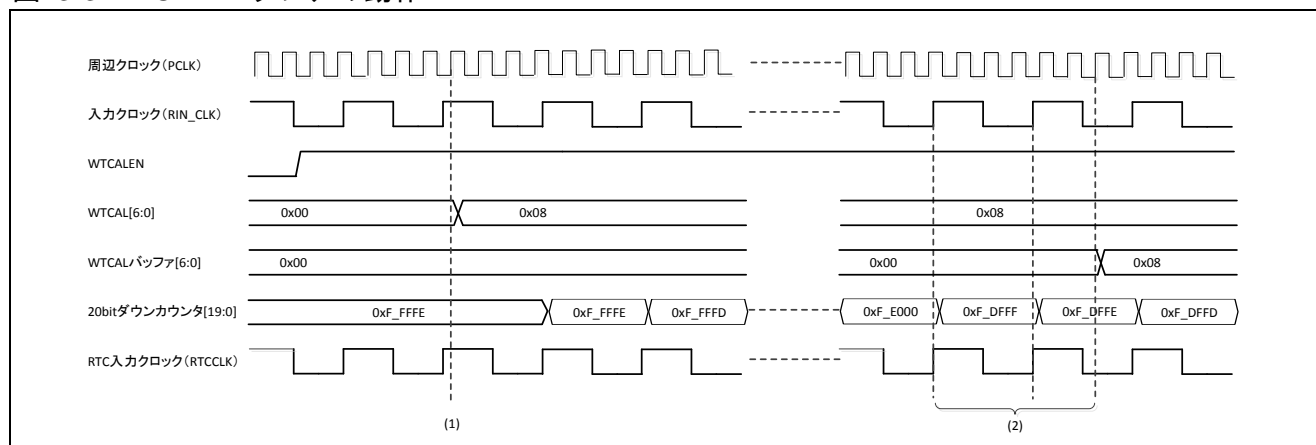 周辺クロック（PCLK）
入力クロック（RIN_CLK）
WTCALEN
WTCAL[6:0] 0x00 0x08 0x08
WTCALバッファ[6:0] 0x00 0x00 0x08
20bitダウンカウンタ[19:0] 0xF_FFFE 0xF_FFFE 0xF_FFFD 0xF_E000 0xF_DFFF 0xF_DFFE 0xF_DFFD
RTC入力クロック（RTCCLK）
(1) (2)